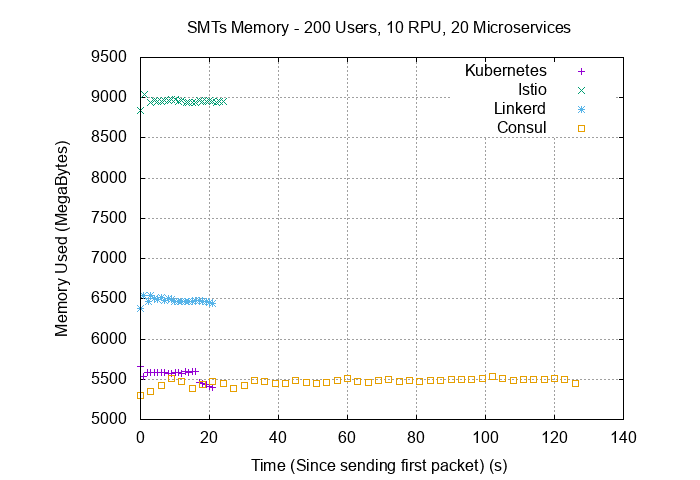 SMTs Memory - 200 Users, 10 RPU, 20 Microservices
9500
9000
8500
8000
7500
7000
6500
6000
5500
5000
Memory Used (MegaBytes)
Kubernetes
Istio
Linkerd
Consul
0 20 40 60 80 100 120 140
Time (Since sending first packet) (s)